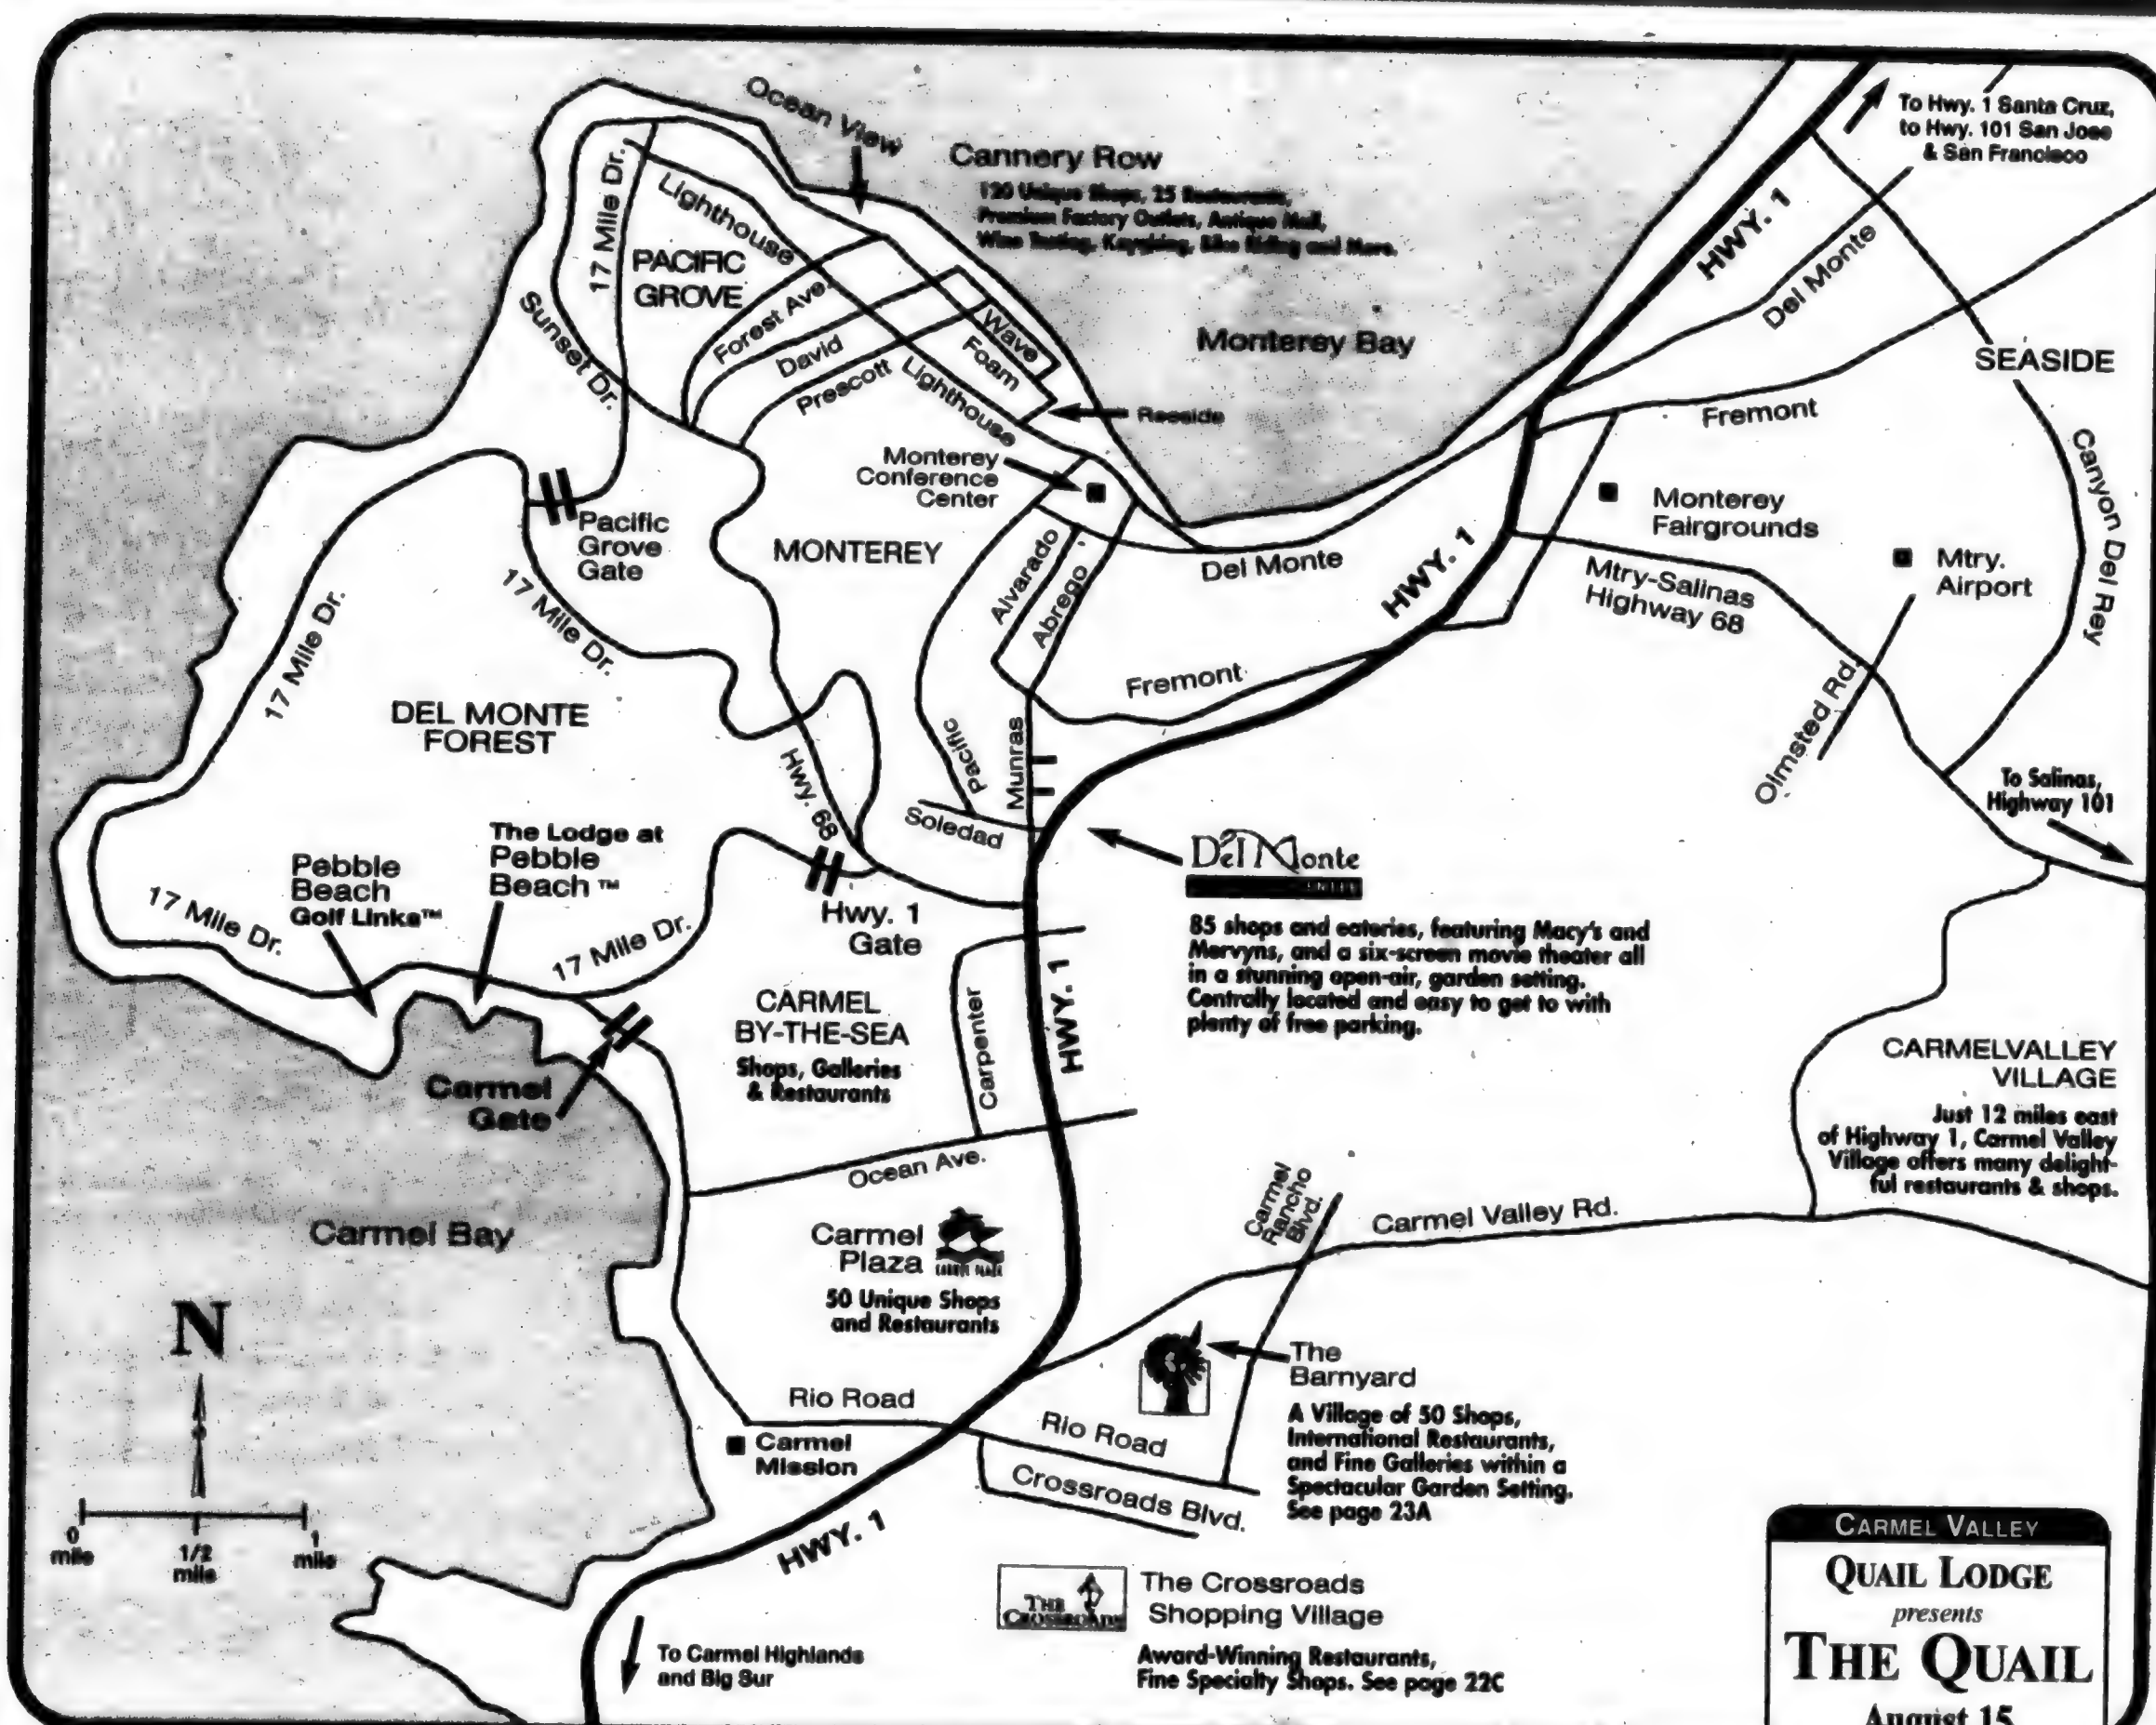 To Hwy. 1 Santa Cruz,
to Hwy. 101 San Jose
& San Francisco
Ocean View
Cannery Row
120 Unique Shops, 25 Restaurants,
Premium Factory Outlets, Antique Mall,
Wine Tasting, Kayaking, Bike Riding and More.
17 Mile Dr.
Lighthouse
PACIFIC
GROVE
HWY. 1
Del Monte
Sunset Dr.
Forest Ave.
David
Prescott
Lighthouse
Wave
Foam
Monterey Bay
SEASIDE
Reeside
Fremont
Canyon Del Rey
Monterey
Conference
Center
Monterey
Fairgrounds
Pacific
Grove
Gate
MONTEREY
Alvarado
Abrego
Del Monte
HWY. 1
Mtry-Salinas
Highway 68
Mtry.
Airport
17 Mile Dr.
17 Mile Dr.
Fremont
Olmsted Rd.
DEL MONTE
FOREST
Hwy. 68
Pacific
Munras
Soledad
To Salinas,
Highway 101
The Lodge at
Pebble
Beach ™
Pebble
Beach
Golf Links™
17 Mile Dr.
17 Mile Dr.
Hwy. 1
Gate
Del Monte
85 shops and eateries, featuring Macy's and
Mervyns, and a six-screen movie theater all
in a stunning open-air, garden setting.
Centrally located and easy to get to with
plenty of free parking.
CARMEL
BY-THE-SEA
Shops, Galleries
& Restaurants
Carpenter
HWY. 1
Carmel
Gate
CARMELVALLEY
VILLAGE
Just 12 miles east
of Highway 1, Carmel Valley
Village offers many delight-
ful restaurants & shops.
Ocean Ave.
Carmel Bay
Carmel
Plaza
50 Unique Shops
and Restaurants
Carmel
Rancho
Blvd.
Carmel Valley Rd.
N
0
mile
1/2
mile
1
mile
Rio Road
Carmel
Mission
Rio Road
Crossroads Blvd.
The
Barnyard
A Village of 50 Shops,
International Restaurants,
and Fine Galleries within a
Spectacular Garden Setting.
See page 23A
HWY. 1
To Carmel Highlands
and Big Sur
THE
CROSSROADS
The Crossroads
Shopping Village
Award-Winning Restaurants,
Fine Specialty Shops. See page 22C
CARMEL VALLEY
QUAIL LODGE
presents
THE QUAIL
August 15